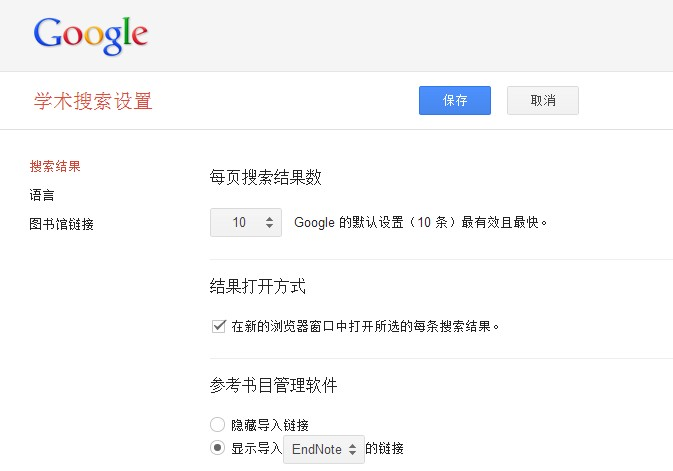 Google
学术搜索设置
保存
取消
搜索结果
语言
图书馆链接
每页搜索结果数
10 Google 的默认设置（10 条）最有效且最快。
结果打开方式
在新的浏览器窗口中打开所选的每条搜索结果。
参考书目管理软件
隐藏导入链接
显示导入 EndNote 的链接